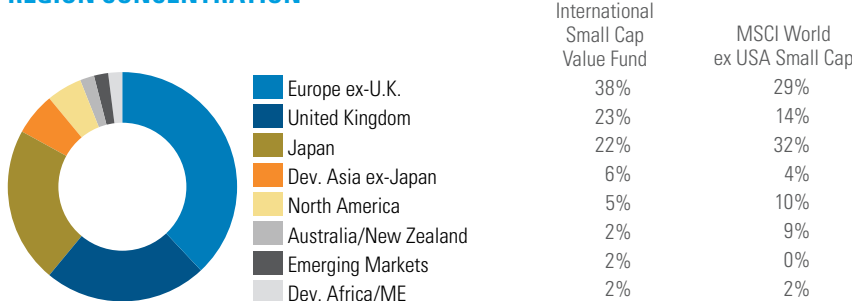 REGION CONCENTRATION
International
Small Cap
Value Fund
MSCI World
ex USA Small Cap
Europe ex-U.K. 38% 29%
United Kingdom 23% 14%
Japan 22% 32%
Dev. Asia ex-Japan 6% 4%
North America 5% 10%
Australia/New Zealand 2% 9%
Emerging Markets 2% 0%
Dev. Africa/ME 2% 2%